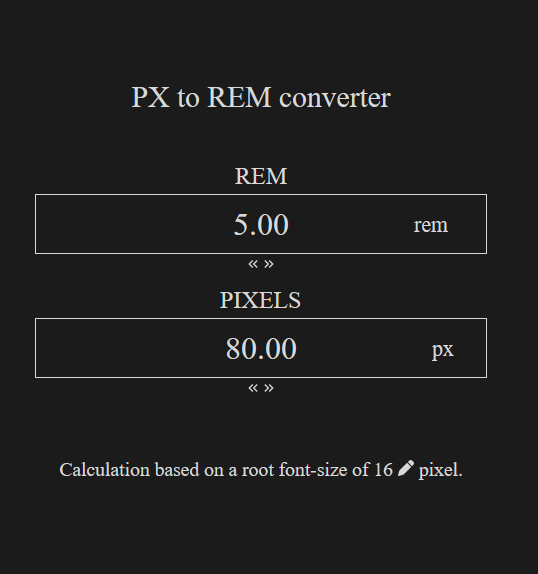 PX to REM converter
REM
5.00 rem
« »
PIXELS
80.00 px
« »
Calculation based on a root font-size of 16 pixel.